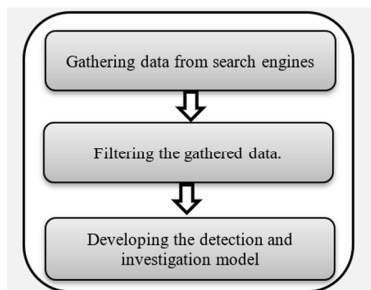 Gathering data from search engines
Filtering the gathered data.
Developing the detection and
investigation model